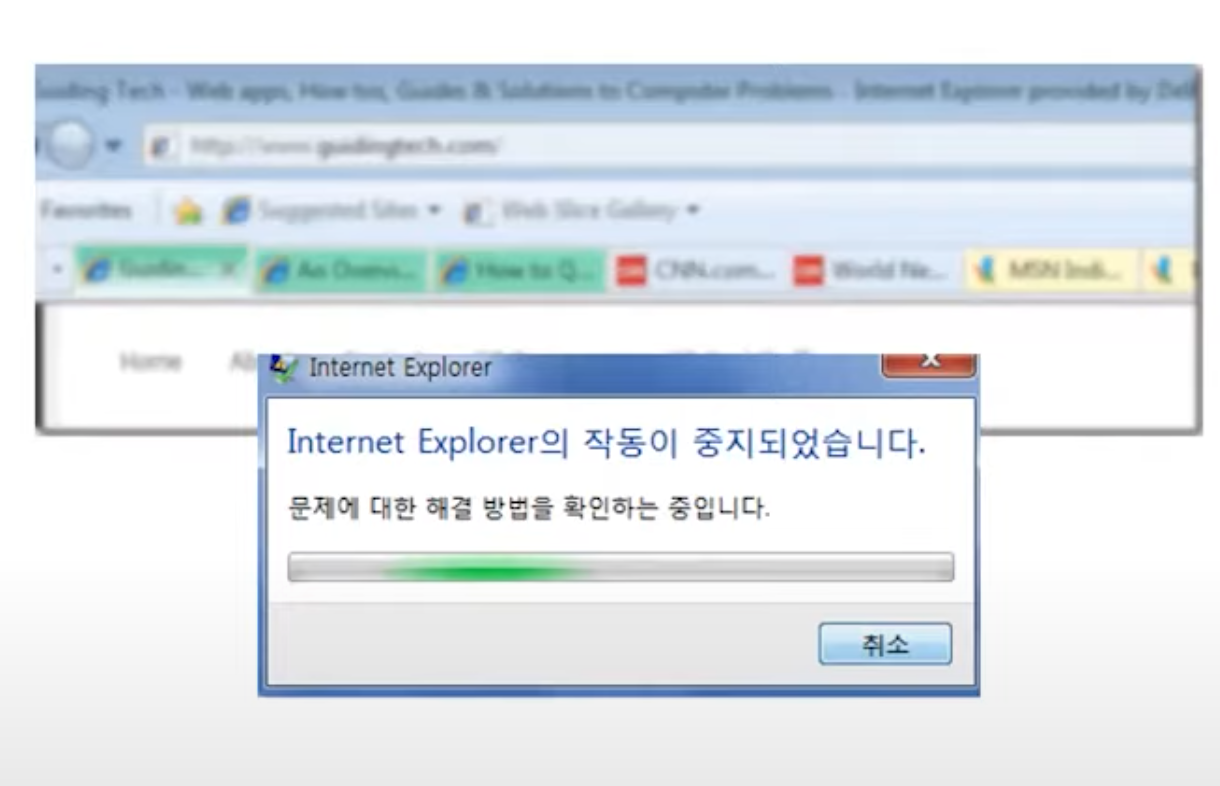 Guiding Tech - Web apps, How tos, Guides & Solutions to Computer Problems - Internet Explorer provided by Dell
http://www.guidingtech.com/
Favorites Suggested Sites Web Slice Gallery
Guidin... An Overvi... How to Q... CNN.com... World Ne... MSN Indi...
Home
Internet Explorer
Internet Explorer의 작동이 중지되었습니다.
문제에 대한 해결 방법을 확인하는 중입니다.
취소